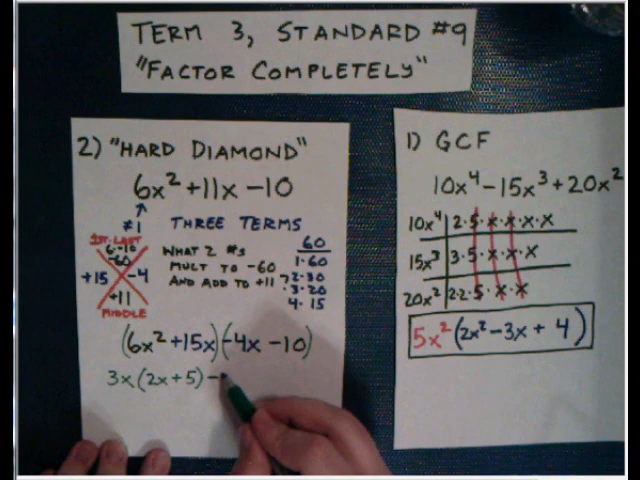 TERM 3, STANDARD #9
"FACTOR COMPLETELY"
2) "HARD DIAMOND"
6x² + 11x - 10
#1 THREE TERMS
1ST·LAST
6·-10
-60
+15 -4
+11
MIDDLE
WHAT 2 #S
MULT TO -60
AND ADD TO +11?
60
1·60
2·30
3·20
4·15
(6x² + 15x)(-4x - 10)
3x(2x + 5) -
1) GCF
10x⁴ - 15x³ + 20x²
10x⁴ 2·5·x·x·x·x
15x³ 3·5·x·x·x
20x² 2·2·5·x·x
5x²(2x² - 3x + 4)